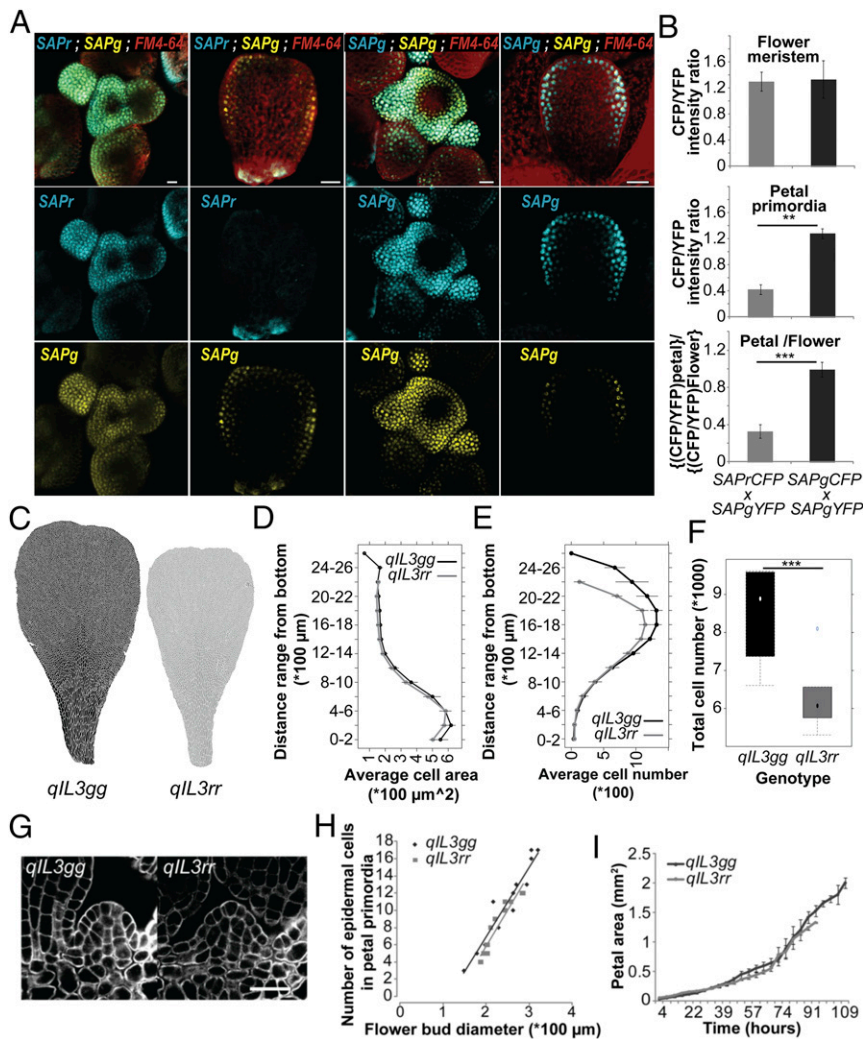 A
SAPr ; SAPg ; FM4-64
SAPr ; SAPg ; FM4-64
SAPg ; SAPg ; FM4-64
SAPg ; SAPg ; FM4-64
SAPr
SAPr
SAPg
SAPg
SAPg
SAPg
SAPg
SAPg
B
Flower
meristem
CFP/YFP
intensity ratio
1.6
1.2
0.8
0.4
0
Petal
primordia
**
CFP/YFP
intensity ratio
1.6
1.2
0.8
0.4
0
Petal /Flower
***
{(CFP/YFP)petal}/
{(CFP/YFP)Flower}
1.2
0.8
0.4
0
SAPrCFP
x
SAPgYFP
SAPgCFP
x
SAPgYFP
C
qIL3gg
qIL3rr
D
qIL3gg
qIL3rr
Distance range from bottom
(*100 µm)
24-26
20-22
16-18
12-14
8-10
4-6
0-2
1 2 3 4 5 6
Average cell area
(*100 µm^2)
E
Distance range from bottom
(*100 µm)
24-26
20-22
16-18
12-14
8-10
4-6
0-2
qIL3gg
qIL3rr
0 5 10
Average cell number
(*100)
F
***
Total cell number (*1000)
9
8
7
6
qIL3gg qIL3rr
Genotype
G
qIL3gg
qIL3rr
H
qIL3gg
qIL3rr
Number of epidermal cells
in petal primordia
18
16
14
12
10
8
6
4
2
0
0 1 2 3 4
Flower bud diameter (*100 µm)
I
qIL3gg
qIL3rr
Petal area (mm²)
2.5
2
1.5
1
0.5
0
4 22 39 57 74 91 109
Time (hours)